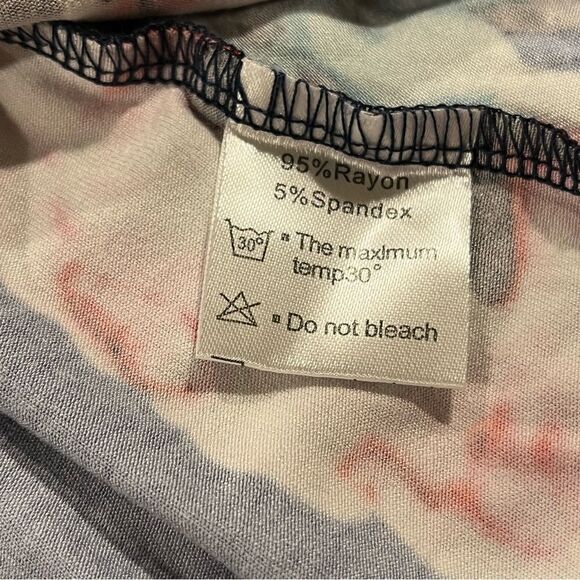 95%Rayon
5%Spandex
30° ▪ The maxlmum
temp30°
▪ Do not bleach